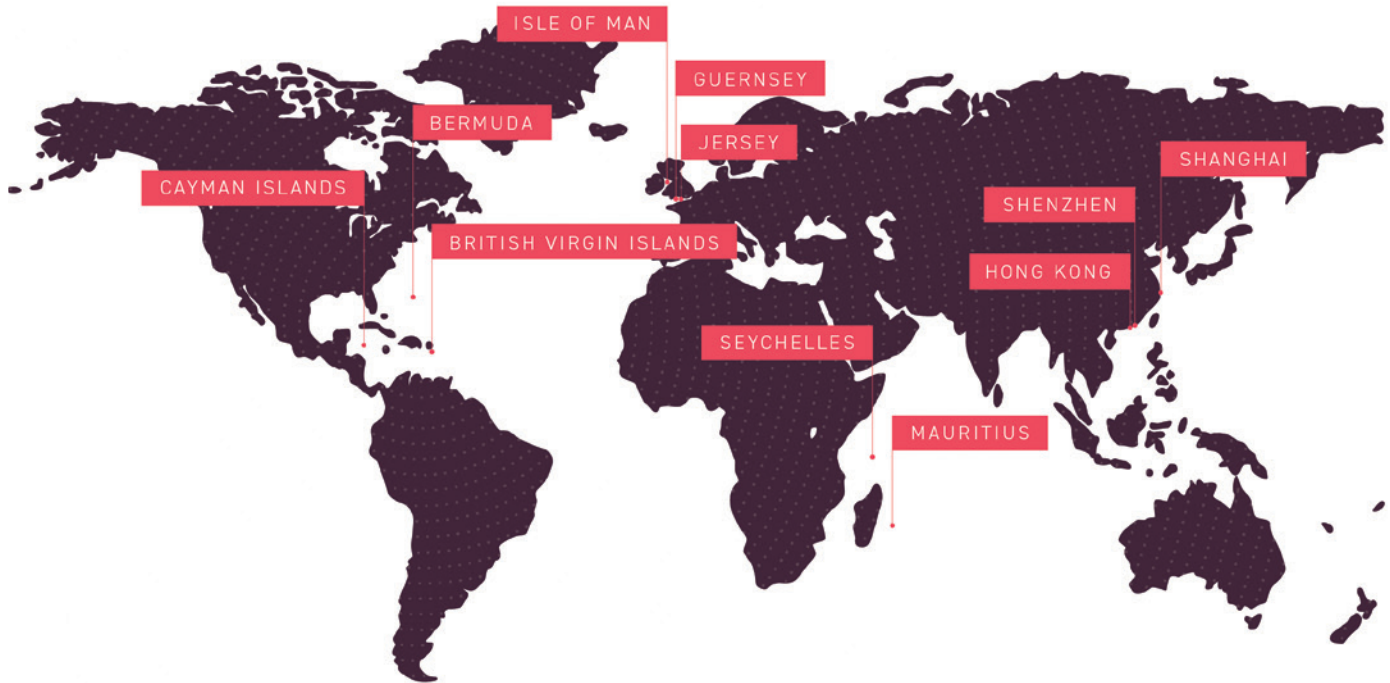 ISLE OF MAN
GUERNSEY
BERMUDA
JERSEY
SHANGHAI
CAYMAN ISLANDS
SHENZHEN
BRITISH VIRGIN ISLANDS
HONG KONG
SEYCHELLES
MAURITIUS